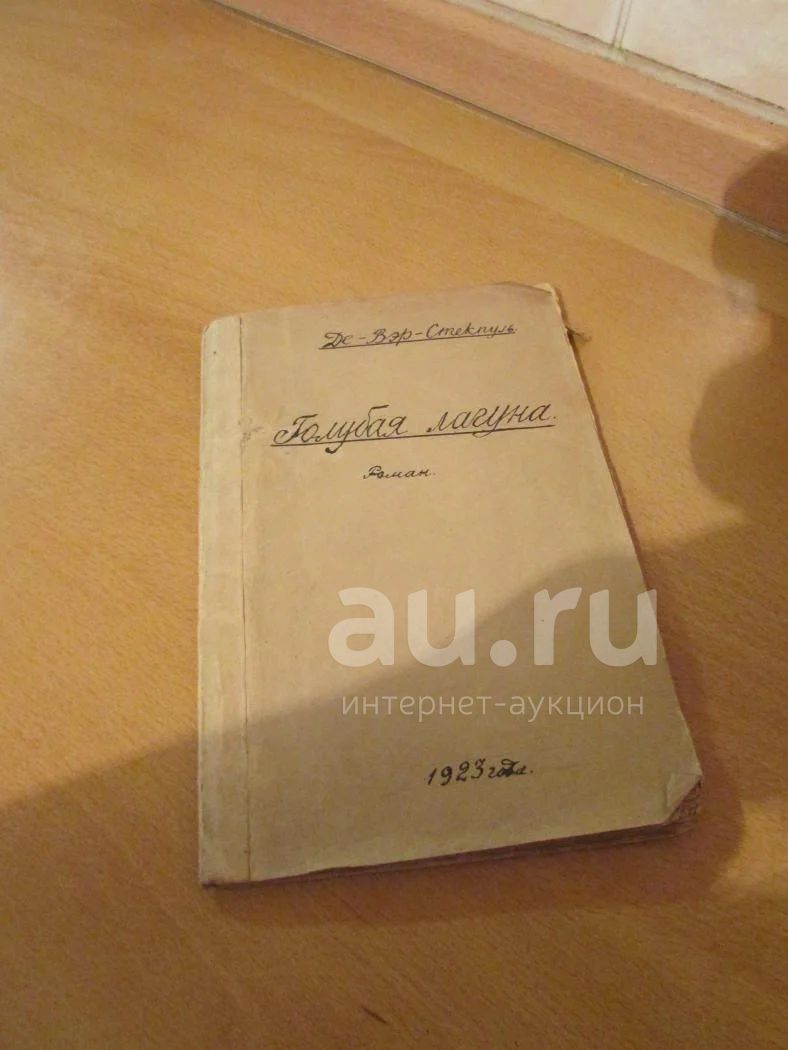 Де-Вэр-Стекпуль
Голубая лагуна.
Роман.
au.ru
интернет-аукцион
1923 года.